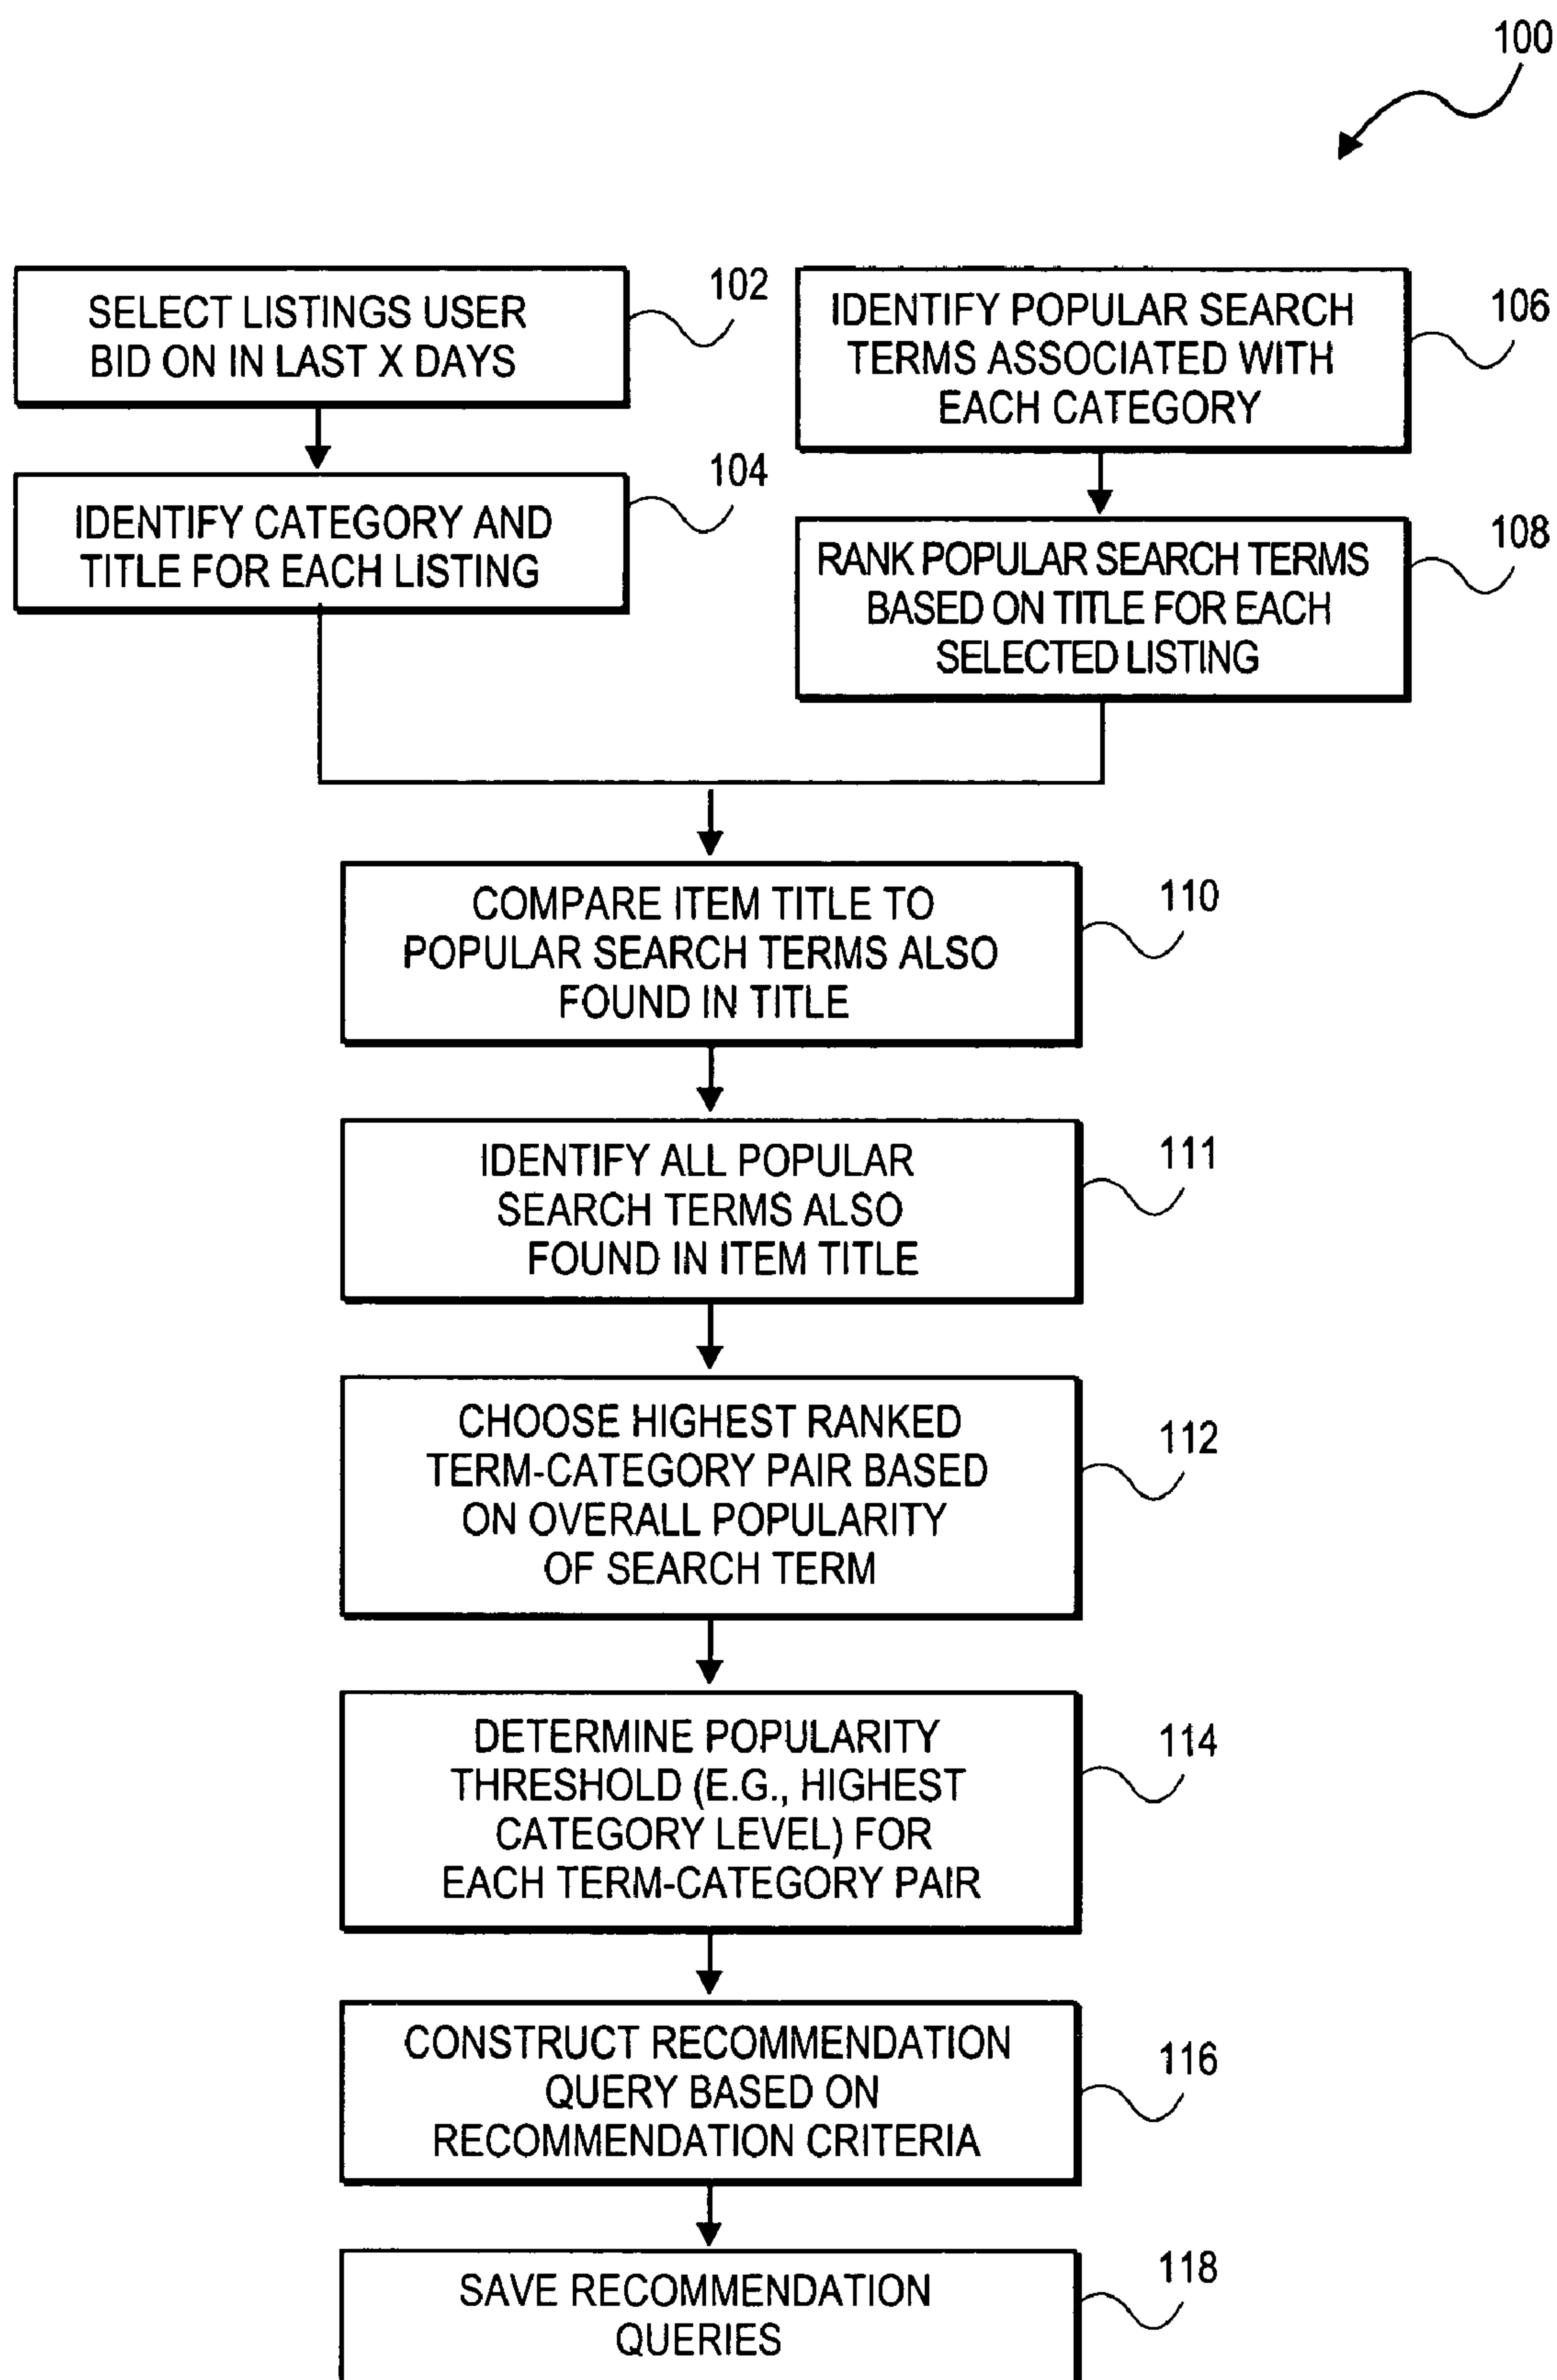 100
SELECT LISTINGS USER
BID ON IN LAST X DAYS
102
IDENTIFY CATEGORY AND
TITLE FOR EACH LISTING
104
IDENTIFY POPULAR SEARCH
TERMS ASSOCIATED WITH
EACH CATEGORY
106
RANK POPULAR SEARCH TERMS
BASED ON TITLE FOR EACH
SELECTED LISTING
108
COMPARE ITEM TITLE TO
POPULAR SEARCH TERMS ALSO
FOUND IN TITLE
110
IDENTIFY ALL POPULAR
SEARCH TERMS ALSO
FOUND IN ITEM TITLE
111
CHOOSE HIGHEST RANKED
TERM-CATEGORY PAIR BASED
ON OVERALL POPULARITY
OF SEARCH TERM
112
DETERMINE POPULARITY
THRESHOLD (E.G., HIGHEST
CATEGORY LEVEL) FOR
EACH TERM-CATEGORY PAIR
114
CONSTRUCT RECOMMENDATION
QUERY BASED ON
RECOMMENDATION CRITERIA
116
SAVE RECOMMENDATION
QUERIES
118